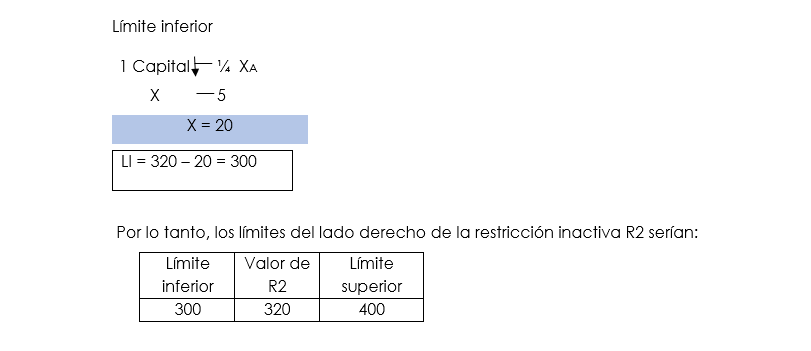 Límite inferior
1 Capital — ¼ XA
X — 5
X = 20
LI = 320 – 20 = 300
Por lo tanto, los límites del lado derecho de la restricción inactiva R2 serían:
Límite inferior Valor de R2 Límite superior
300 320 400